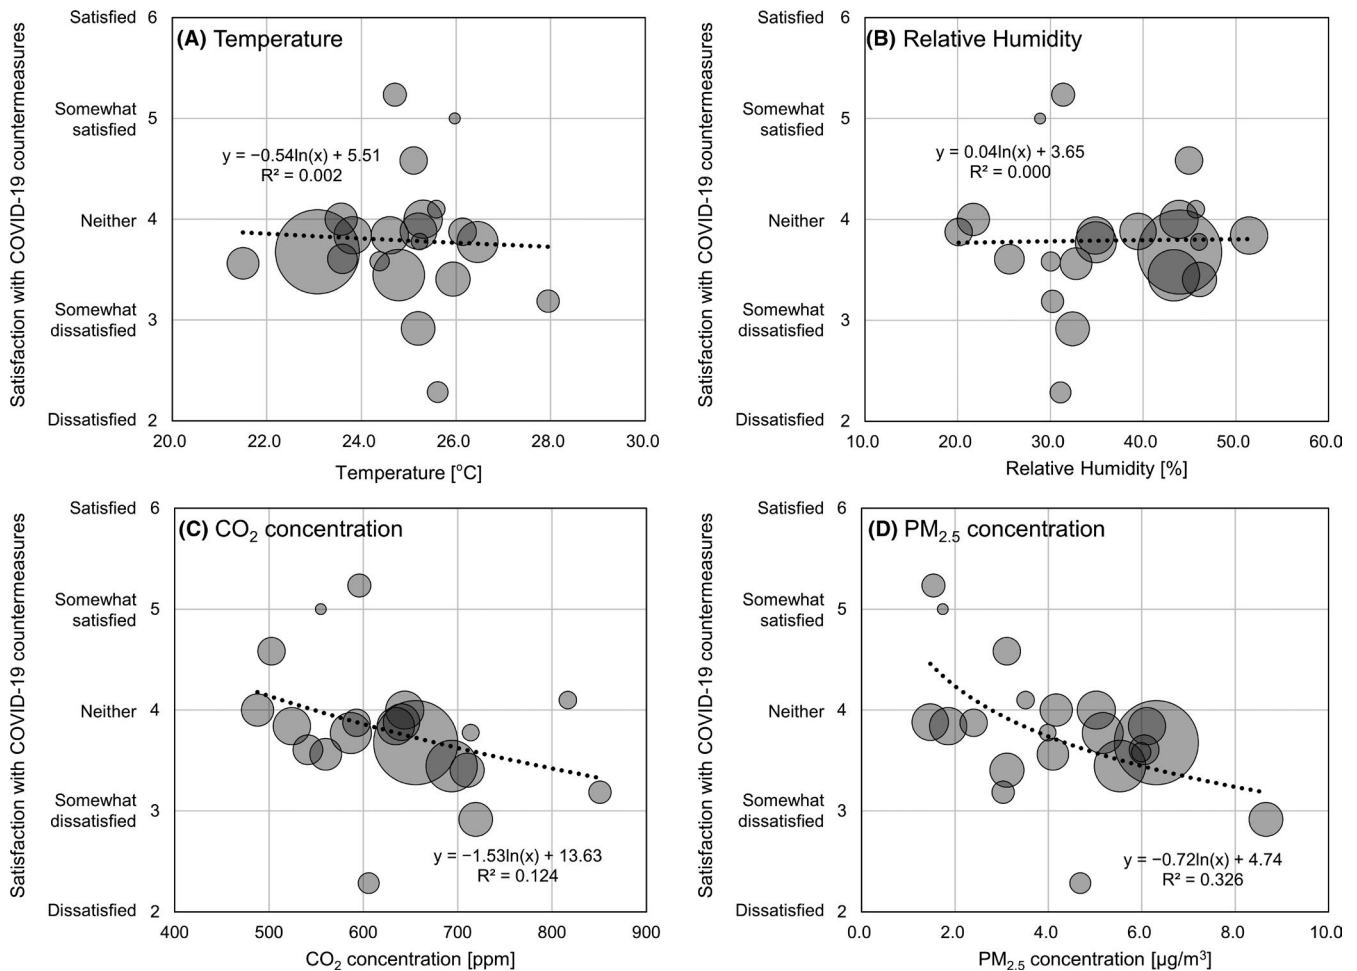 Satisfaction with COVID-19 countermeasures
Satisfied
Somewhat
satisfied
Neither
Somewhat
dissatisfied
Dissatisfied
6
5
4
3
2
(A) Temperature
y = −0.54ln(x) + 5.51
R² = 0.002
20.0 22.0 24.0 26.0 28.0 30.0
Temperature [°C]
Satisfaction with COVID-19 countermeasures
Satisfied
Somewhat
satisfied
Neither
Somewhat
dissatisfied
Dissatisfied
6
5
4
3
2
(B) Relative Humidity
y = 0.04ln(x) + 3.65
R² = 0.000
10.0 20.0 30.0 40.0 50.0 60.0
Relative Humidity [%]
Satisfaction with COVID-19 countermeasures
Satisfied
Somewhat
satisfied
Neither
Somewhat
dissatisfied
Dissatisfied
6
5
4
3
2
(C) CO₂ concentration
y = −1.53ln(x) + 13.63
R² = 0.124
400 500 600 700 800 900
CO₂ concentration [ppm]
Satisfaction with COVID-19 countermeasures
Satisfied
Somewhat
satisfied
Neither
Somewhat
dissatisfied
Dissatisfied
6
5
4
3
2
(D) PM₂.₅ concentration
y = −0.72ln(x) + 4.74
R² = 0.326
0.0 2.0 4.0 6.0 8.0 10.0
PM₂.₅ concentration [µg/m³]